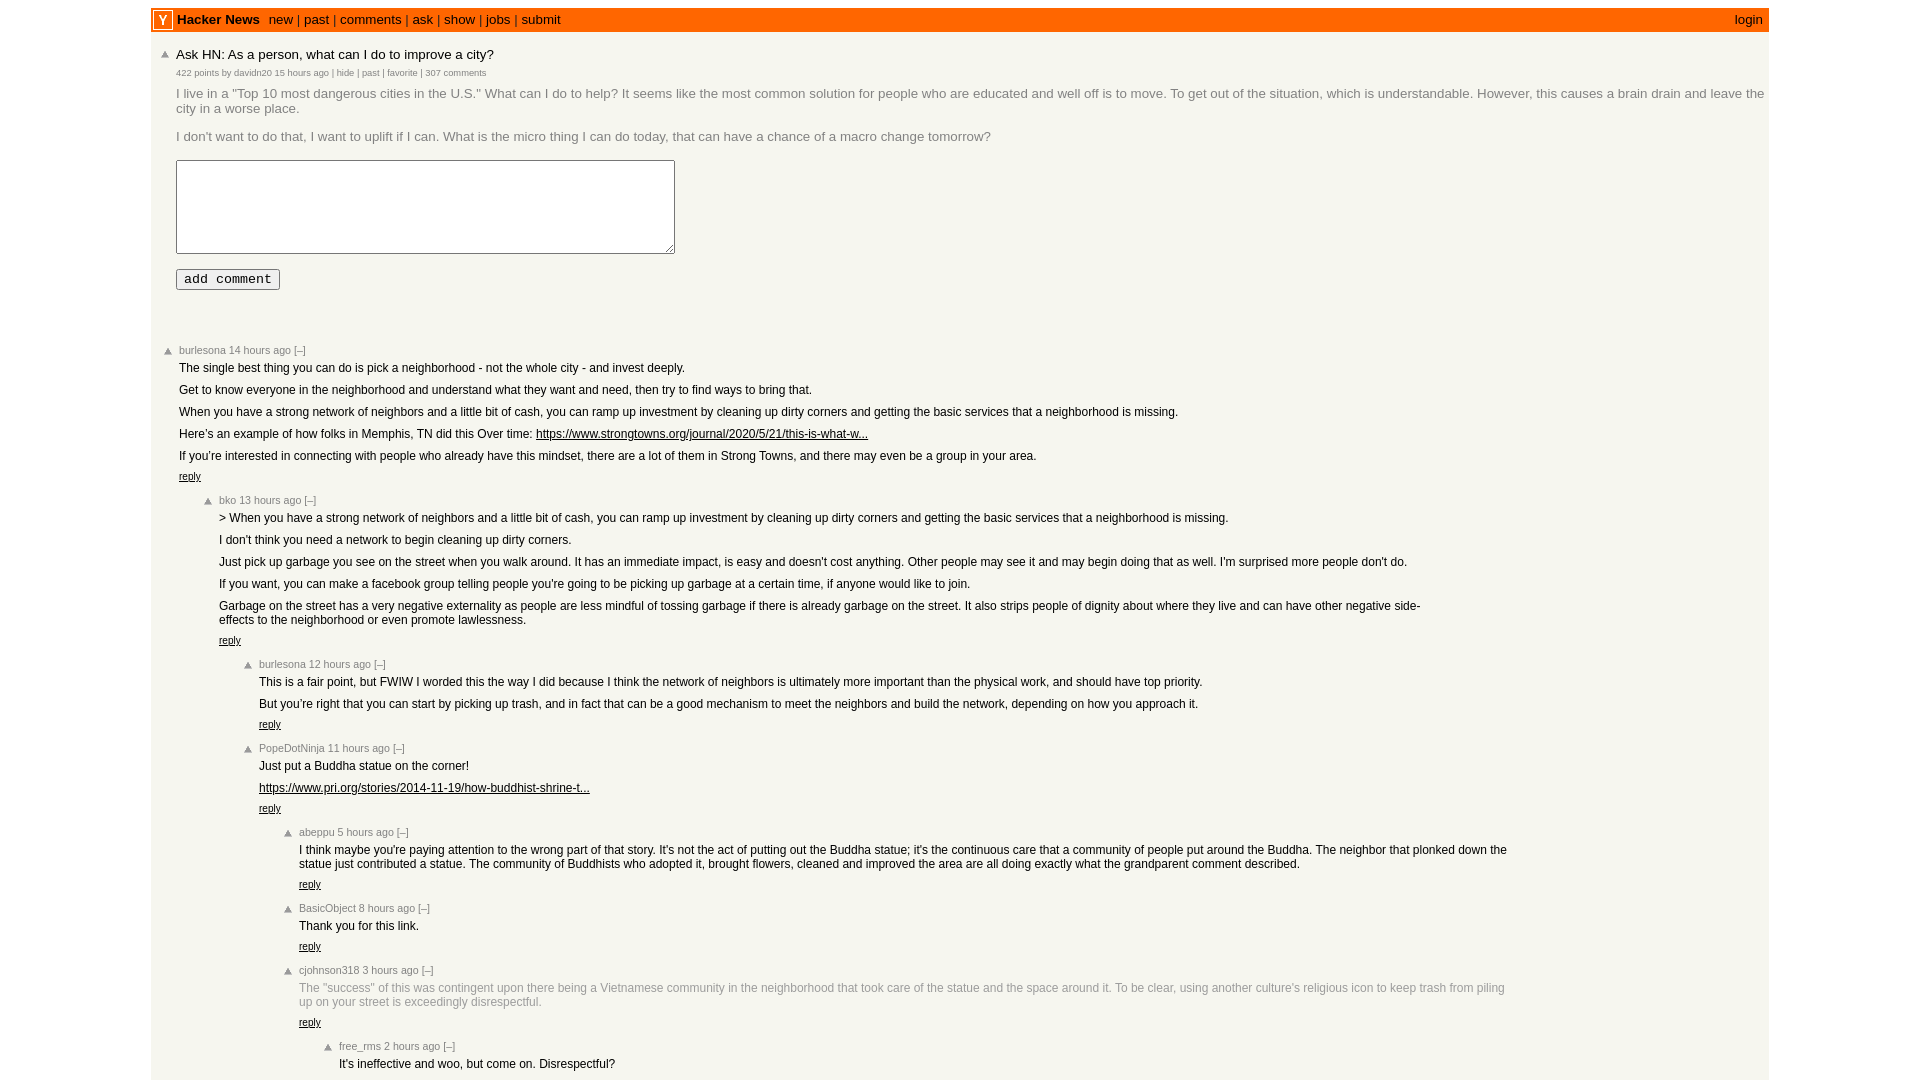 Y Hacker News new | past | comments | ask | show | jobs | submit login
Ask HN: As a person, what can I do to improve a city?
422 points by davidn20 15 hours ago | hide | past | favorite | 307 comments
I live in a "Top 10 most dangerous cities in the U.S." What can I do to help? It seems like the most common solution for people who are educated and well off is to move. To get out of the situation, which is understandable. However, this causes a brain drain and leave the
city in a worse place.
I don't want to do that, I want to uplift if I can. What is the micro thing I can do today, that can have a chance of a macro change tomorrow?
add comment
burlesona 14 hours ago [–]
The single best thing you can do is pick a neighborhood - not the whole city - and invest deeply.
Get to know everyone in the neighborhood and understand what they want and need, then try to find ways to bring that.
When you have a strong network of neighbors and a little bit of cash, you can ramp up investment by cleaning up dirty corners and getting the basic services that a neighborhood is missing.
Here’s an example of how folks in Memphis, TN did this Over time: https://www.strongtowns.org/journal/2020/5/21/this-is-what-w...
If you’re interested in connecting with people who already have this mindset, there are a lot of them in Strong Towns, and there may even be a group in your area.
reply
bko 13 hours ago [–]
> When you have a strong network of neighbors and a little bit of cash, you can ramp up investment by cleaning up dirty corners and getting the basic services that a neighborhood is missing.
I don't think you need a network to begin cleaning up dirty corners.
Just pick up garbage you see on the street when you walk around. It has an immediate impact, is easy and doesn't cost anything. Other people may see it and may begin doing that as well. I'm surprised more people don't do.
If you want, you can make a facebook group telling people you're going to be picking up garbage at a certain time, if anyone would like to join.
Garbage on the street has a very negative externality as people are less mindful of tossing garbage if there is already garbage on the street. It also strips people of dignity about where they live and can have other negative side-
effects to the neighborhood or even promote lawlessness.
reply
burlesona 12 hours ago [–]
This is a fair point, but FWIW I worded this the way I did because I think the network of neighbors is ultimately more important than the physical work, and should have top priority.
But you’re right that you can start by picking up trash, and in fact that can be a good mechanism to meet the neighbors and build the network, depending on how you approach it.
reply
PopeDotNinja 11 hours ago [–]
Just put a Buddha statue on the corner!
https://www.pri.org/stories/2014-11-19/how-buddhist-shrine-t...
reply
abeppu 5 hours ago [–]
I think maybe you're paying attention to the wrong part of that story. It's not the act of putting out the Buddha statue; it's the continuous care that a community of people put around the Buddha. The neighbor that plonked down the
statue just contributed a statue. The community of Buddhists who adopted it, brought flowers, cleaned and improved the area are all doing exactly what the grandparent comment described.
reply
BasicObject 8 hours ago [–]
Thank you for this link.
reply
cjohnson318 3 hours ago [–]
The "success" of this was contingent upon there being a Vietnamese community in the neighborhood that took care of the statue and the space around it. To be clear, using another culture's religious icon to keep trash from piling
up on your street is exceedingly disrespectful.
reply
free_rms 2 hours ago [–]
It's ineffective and woo, but come on. Disrespectful?